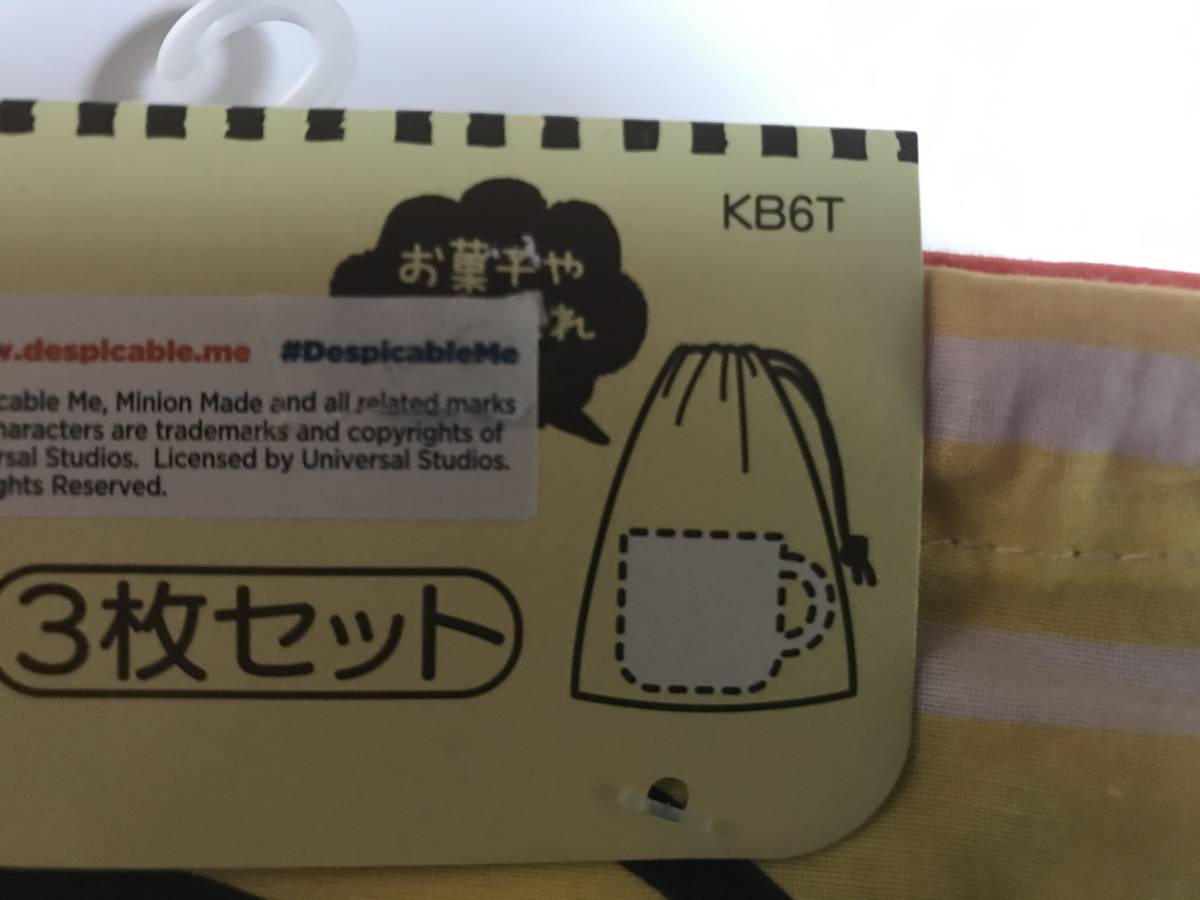 KB6T
お菓子や
れ
w.despicable.me #DespicableMe
cable Me, Minion Made and all related marks
haracters are trademarks and copyrights of
rsal Studios. Licensed by Universal Studios.
ghts Reserved.
3枚セット